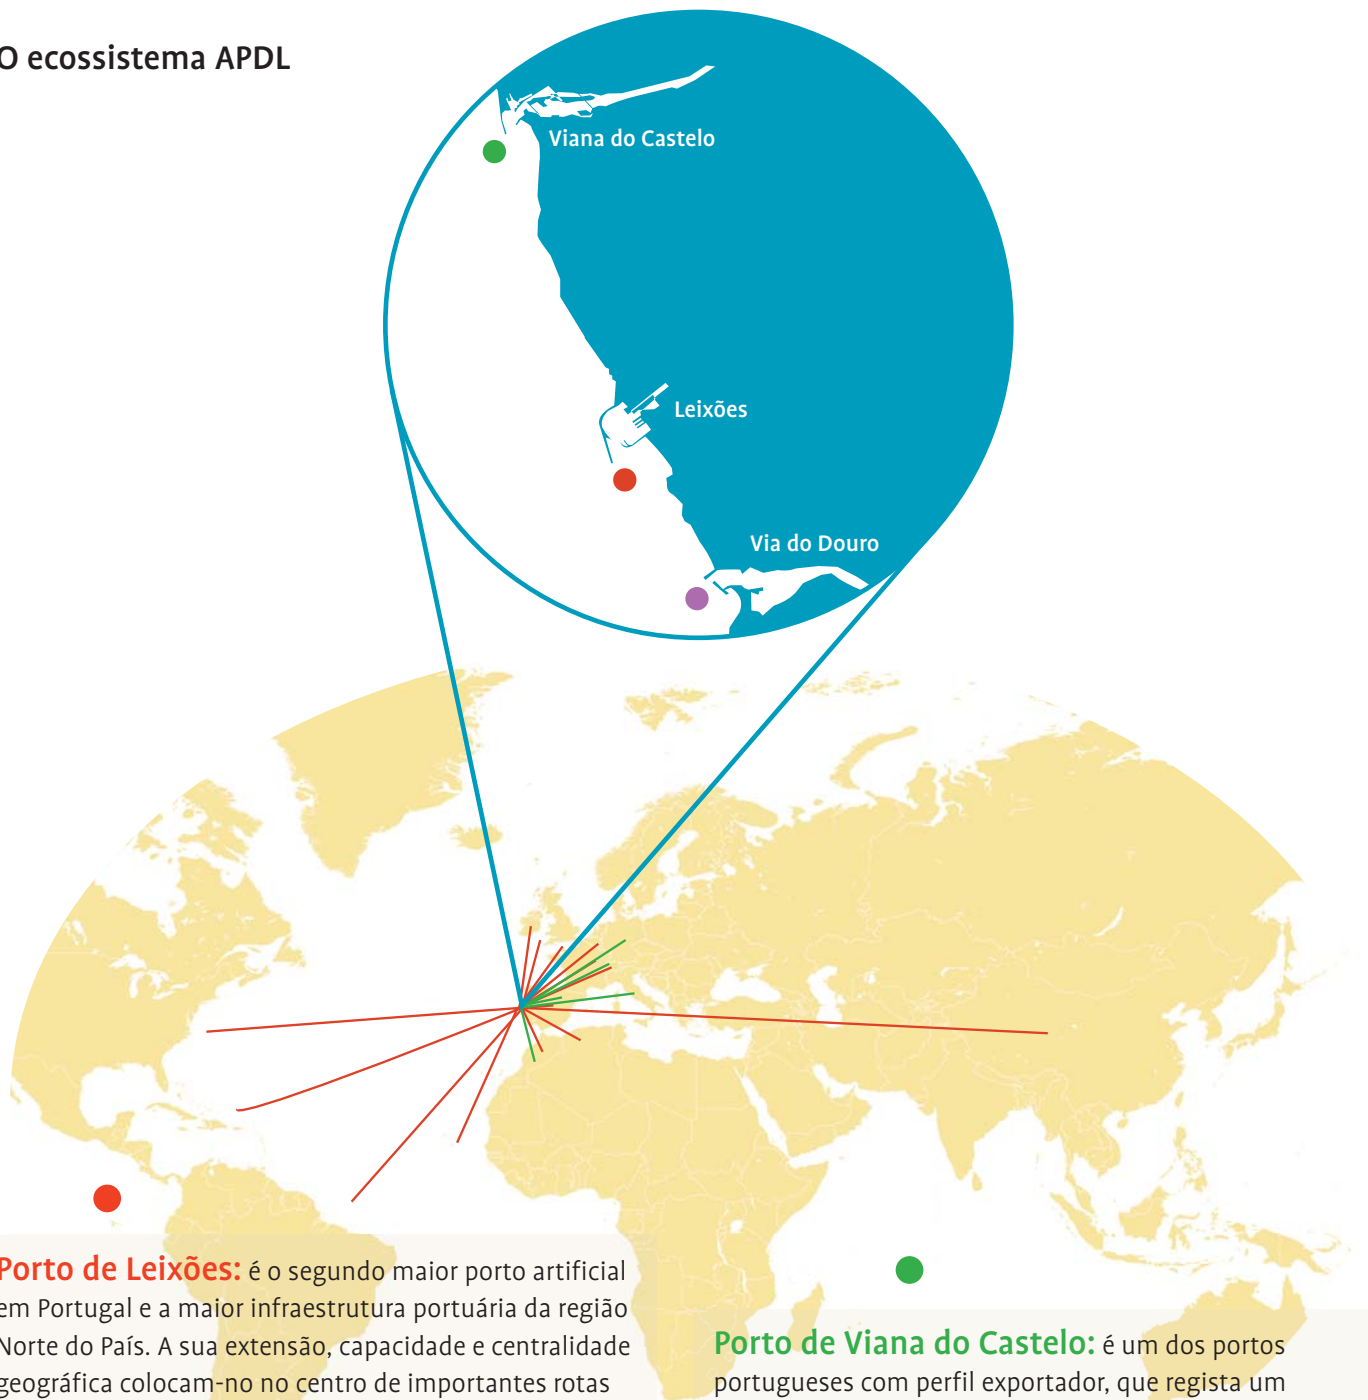 O ecossistema APDL
Viana do Castelo
Leixões
Via do Douro
Porto de Leixões: é o segundo maior porto artificial
em Portugal e a maior infraestrutura portuária da região
Norte do País. A sua extensão, capacidade e centralidade
geográfica colocam-no no centro de importantes rotas
Porto de Viana do Castelo: é um dos portos
portugueses com perfil exportador, que regista um